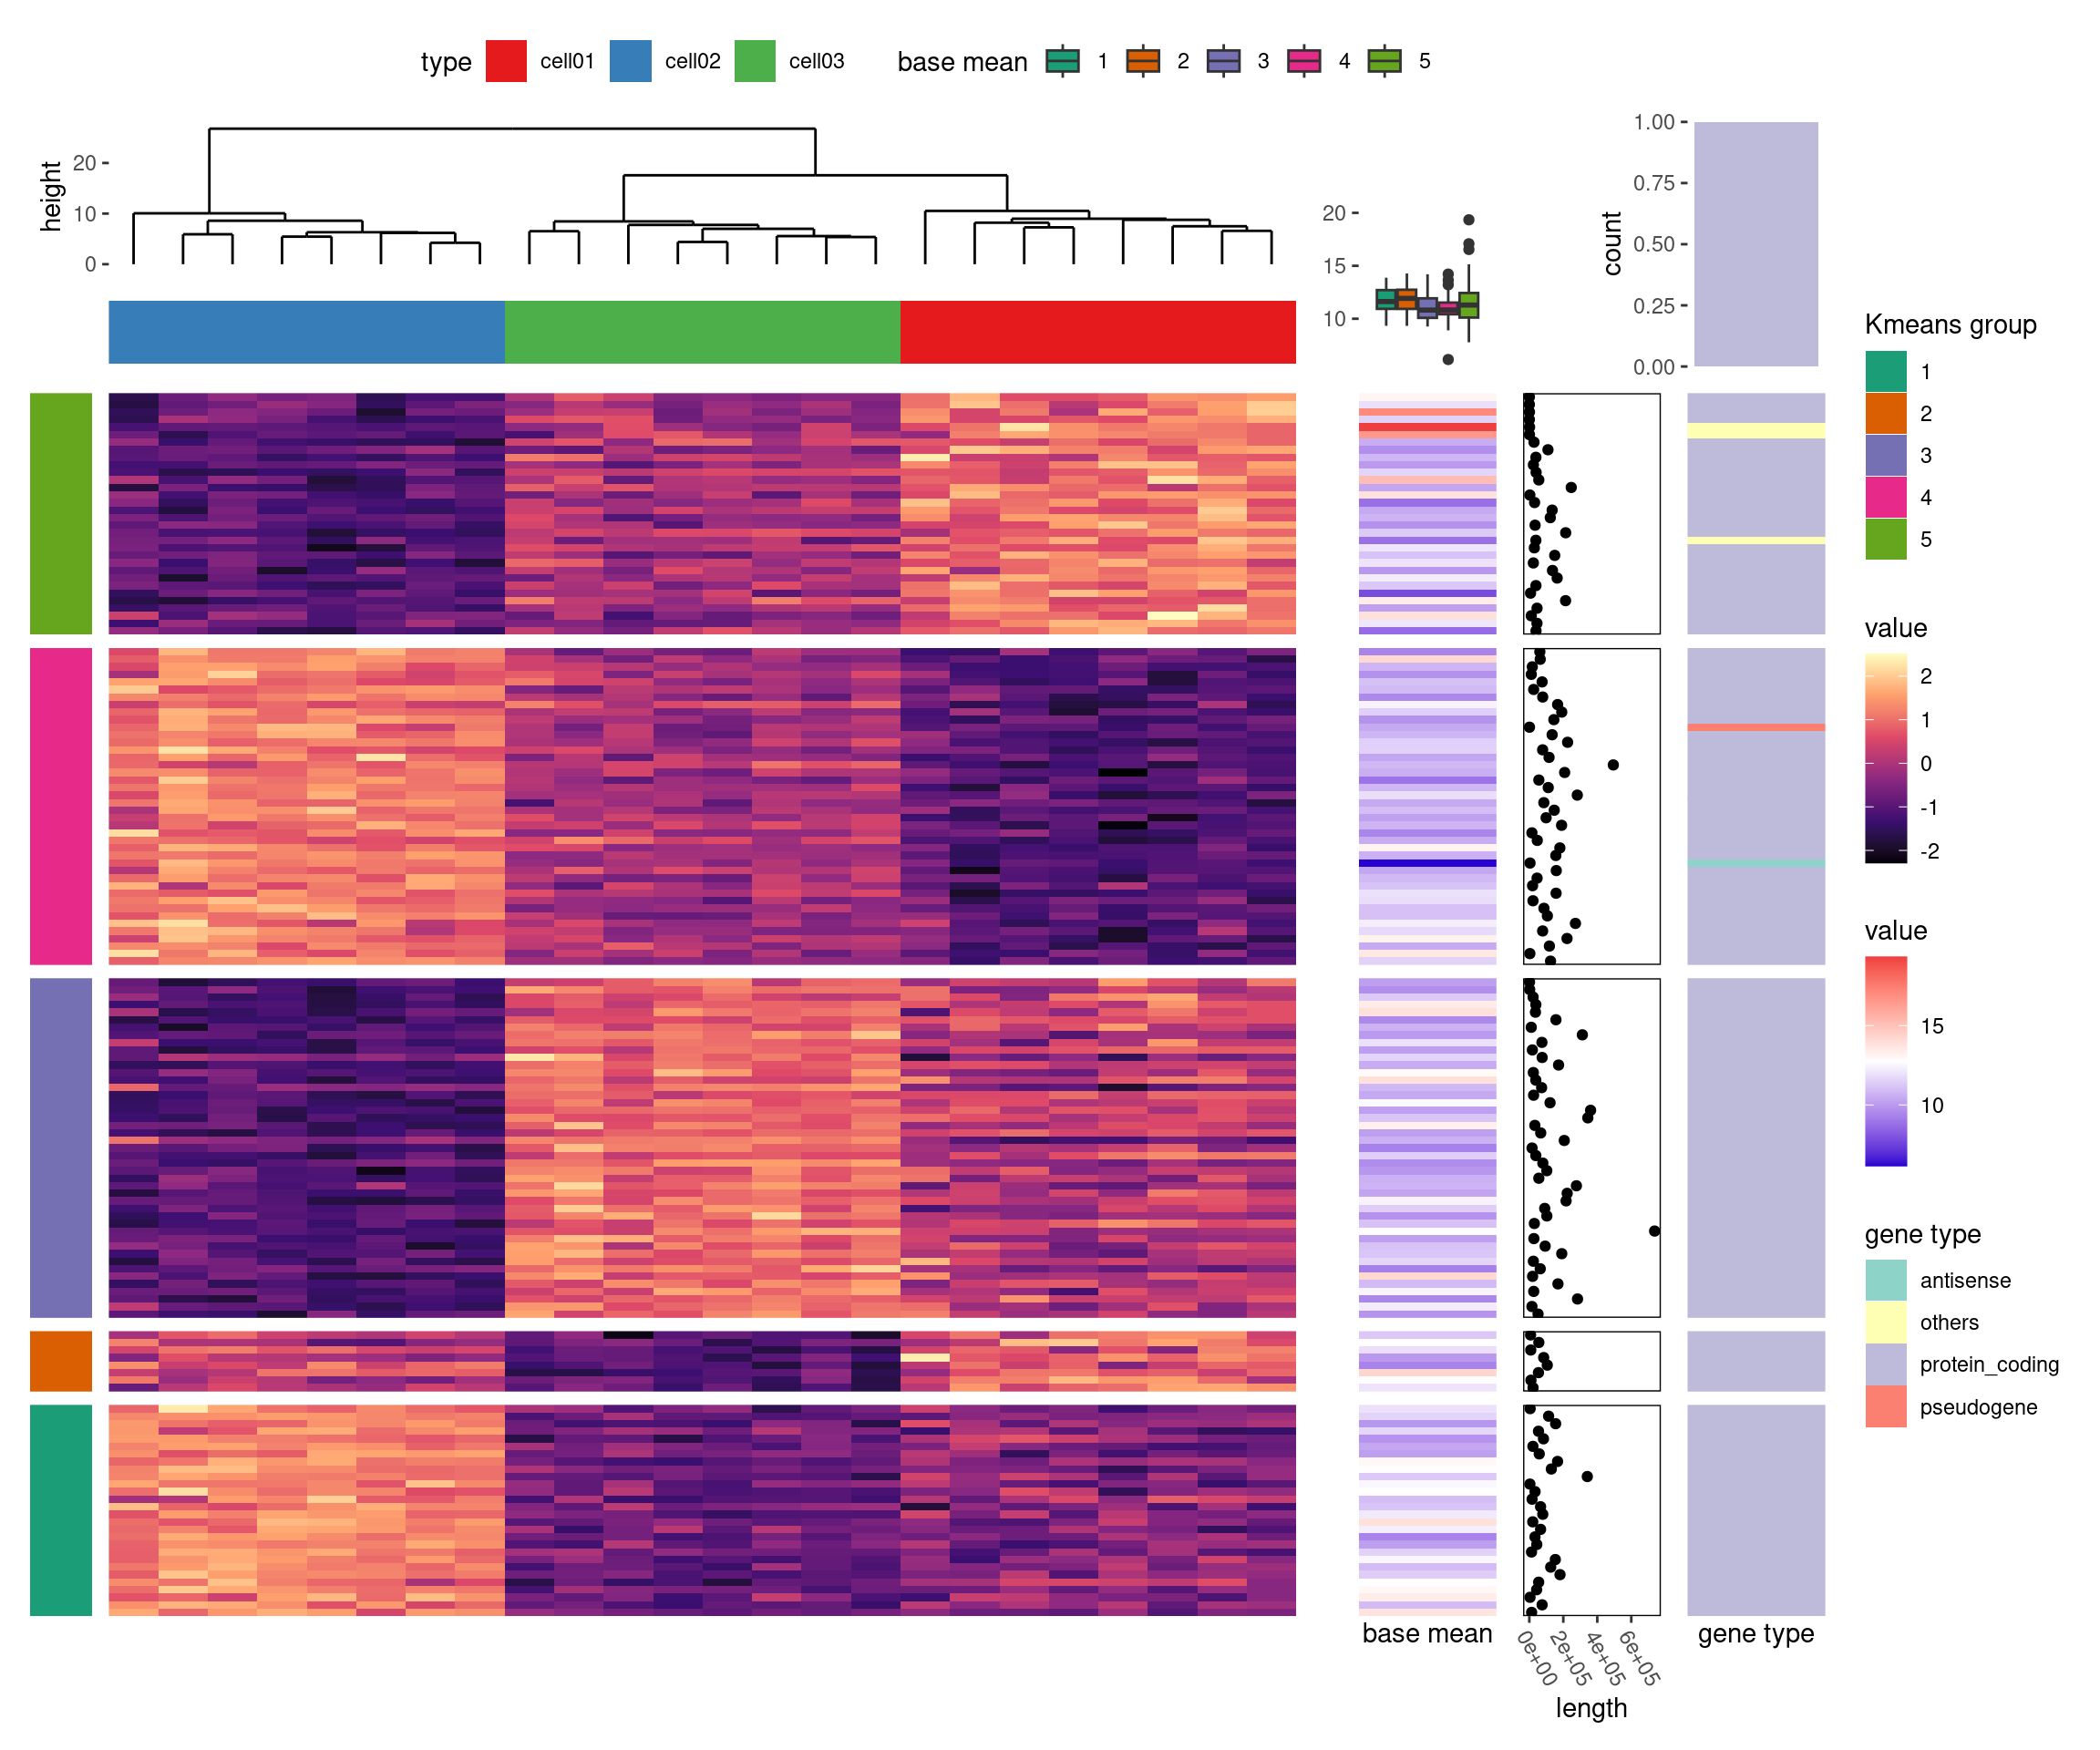 type cell01 cell02 cell03 base mean 1 2 3 4 5
height
20
10
0
20
15
10
count
1.00
0.75
0.50
0.25
0.00
Kmeans group
1
2
3
4
5
value
2
1
0
-1
-2
value
15
10
gene type
antisense
others
protein_coding
pseudogene
base mean
0e+00 2e+05 4e+05 6e+05
length
gene type